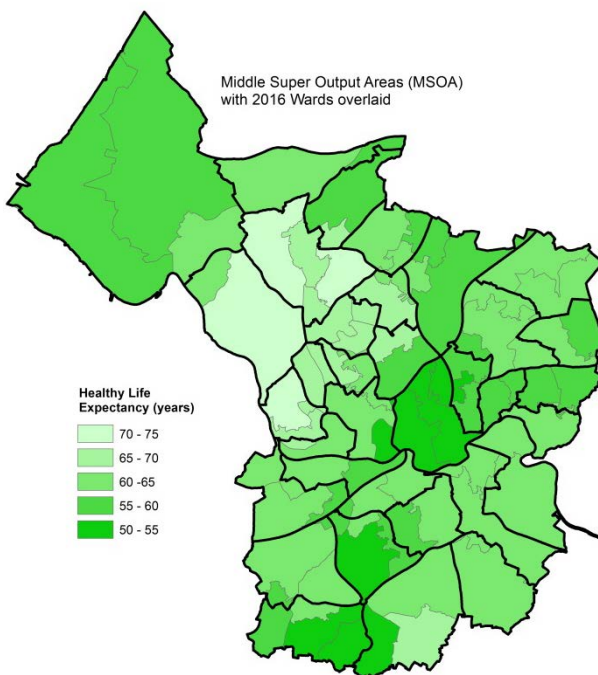 Middle Super Output Areas (MSOA)
with 2016 Wards overlaid
Healthy Life
Expectancy (years)
70 - 75
65 - 70
60 -65
55 - 60
50 - 55